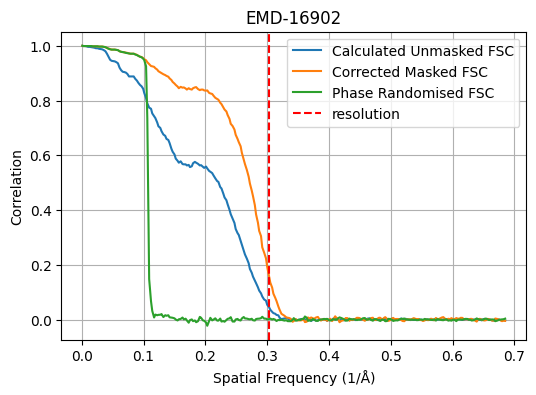 EMD-16902
Calculated Unmasked FSC
Corrected Masked FSC
Phase Randomised FSC
resolution
Correlation
1.0
0.8
0.6
0.4
0.2
0.0
0.0 0.1 0.2 0.3 0.4 0.5 0.6 0.7
Spatial Frequency (1/Å)